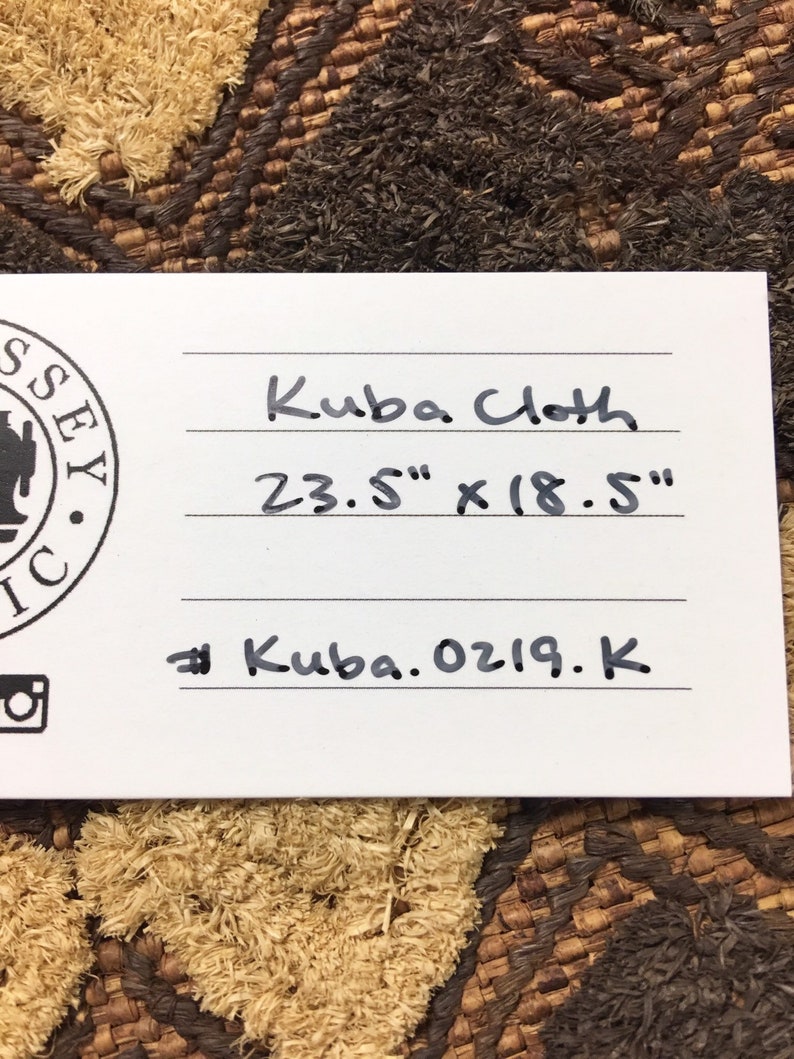 SSEY •
IC
Kuba Cloth
23.5" x 18.5"
# Kuba.0219.K